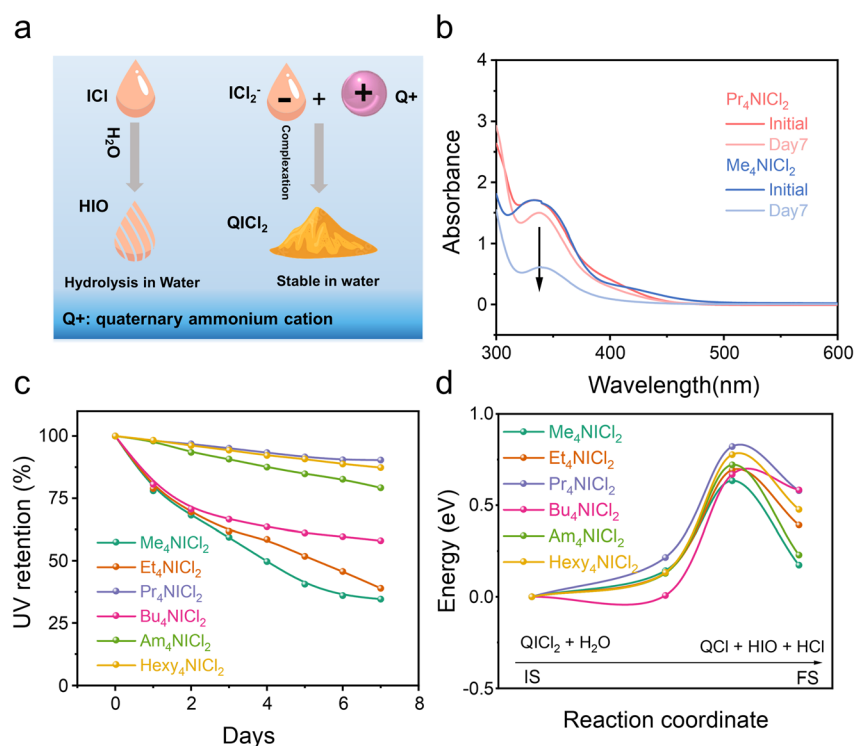 a
ICl
H₂O
HIO
Hydrolysis in Water
ICl₂⁻
-
+
+
Q+
Complexation
QICl₂
Stable in water
Q+: quaternary ammonium cation
b
Absorbance
4
3
2
1
0
300
400
500
600
Wavelength(nm)
Pr₄NICl₂
Initial
Day7
Me₄NICl₂
Initial
Day7
c
UV retention (%)
100
75
50
25
0
0
2
4
6
8
Days
Me₄NICl₂
Et₄NICl₂
Pr₄NICl₂
Bu₄NICl₂
Am₄NICl₂
Hexy₄NICl₂
d
Energy (eV)
1.0
0.5
0.0
-0.5
Me₄NICl₂
Et₄NICl₂
Pr₄NICl₂
Bu₄NICl₂
Am₄NICl₂
Hexy₄NICl₂
QICl₂ + H₂O
QCl + HIO + HCl
IS
FS
Reaction coordinate